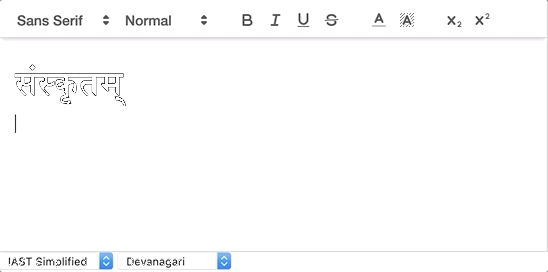 Sans Serif Normal B I U S A A X₂ X²
संस्कृतम्
IAST Simplified Devanagari